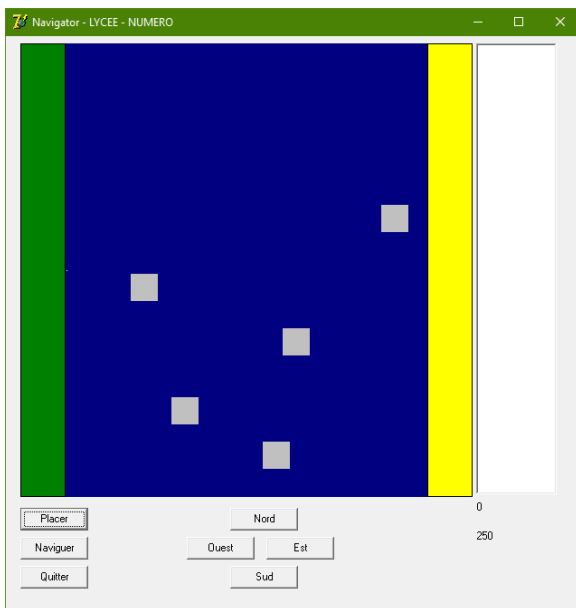 Navigator - LYCEE - NUMERO
0
Placer
Nord
250
Naviguer
Ouest
Est
Quitter
Sud